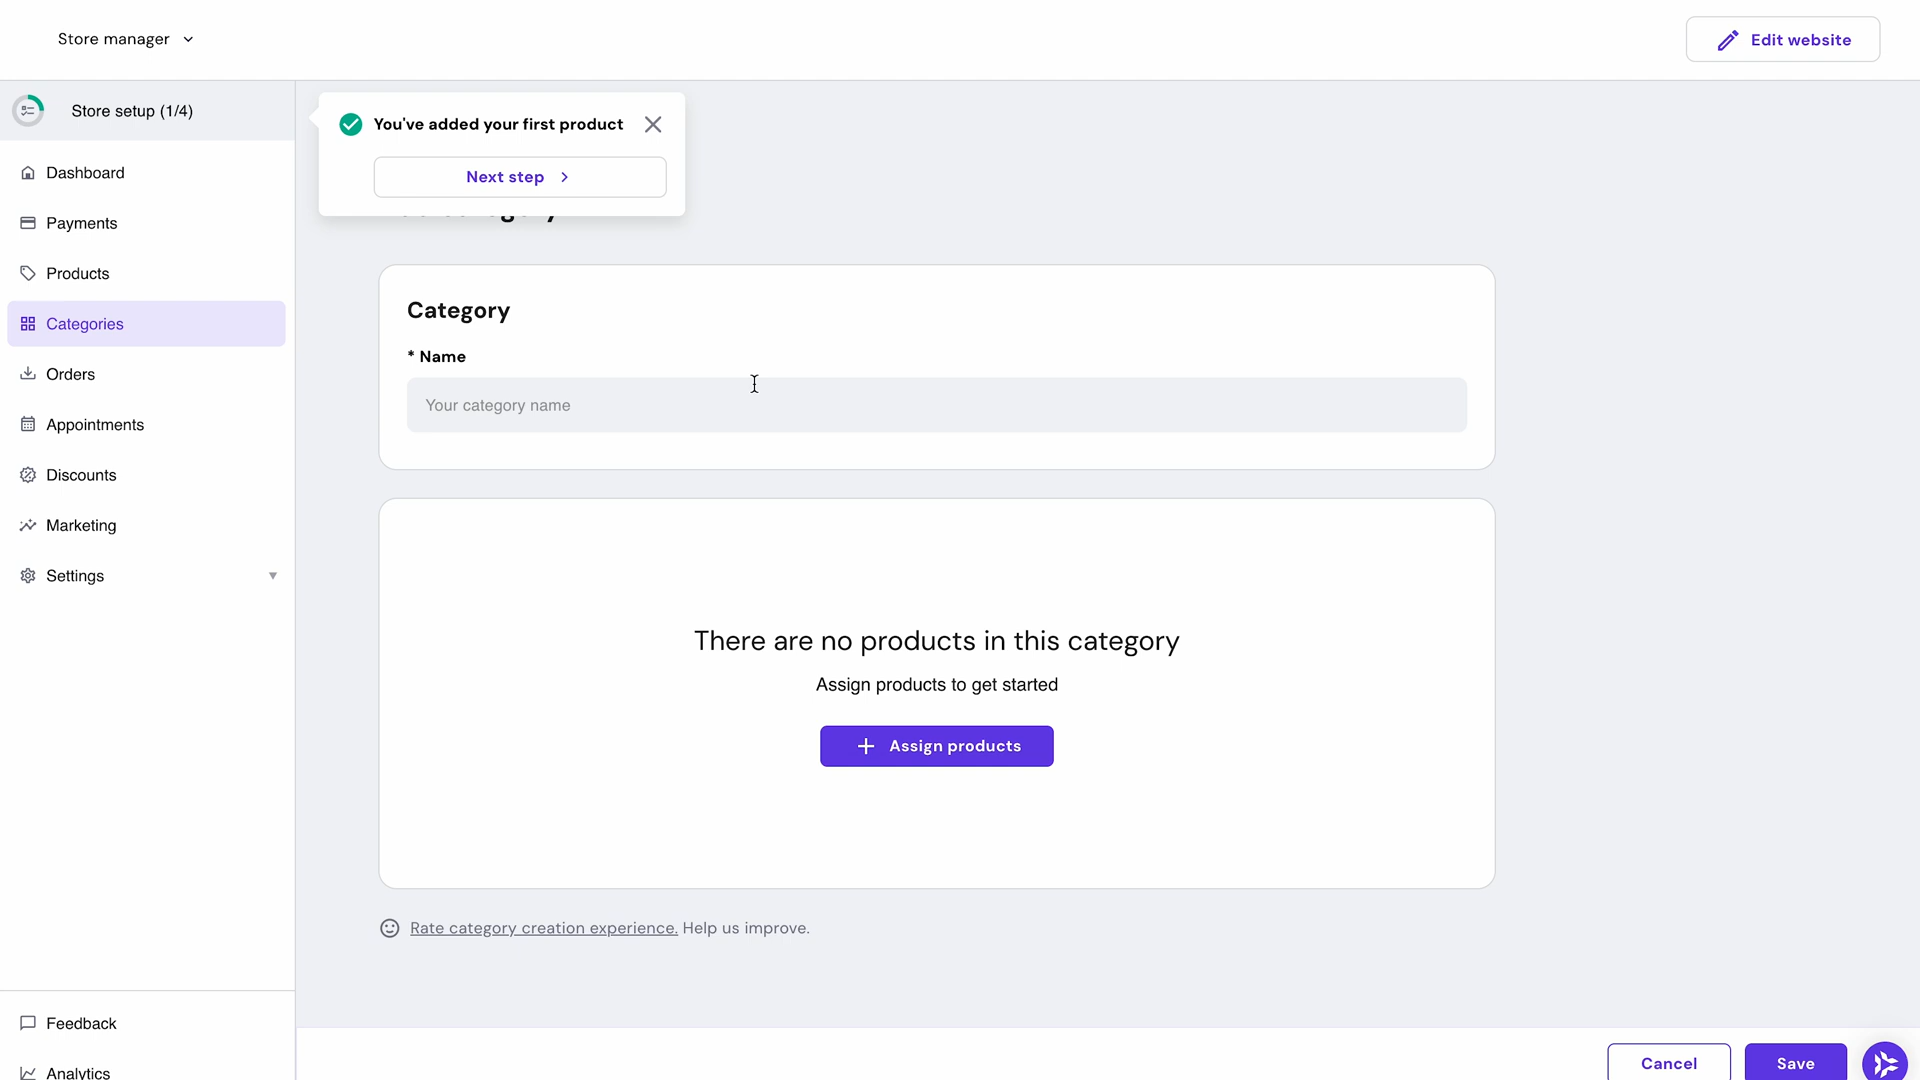 Store manager
Edit website
Store setup (1/4)
You've added your first product
Next step
Dashboard
Payments
Products
Categories
Orders
Appointments
Discounts
Marketing
Settings
Category
* Name
Your category name
There are no products in this category
Assign products to get started
Assign products
Rate category creation experience. Help us improve.
Feedback
Analytics
Cancel
Save